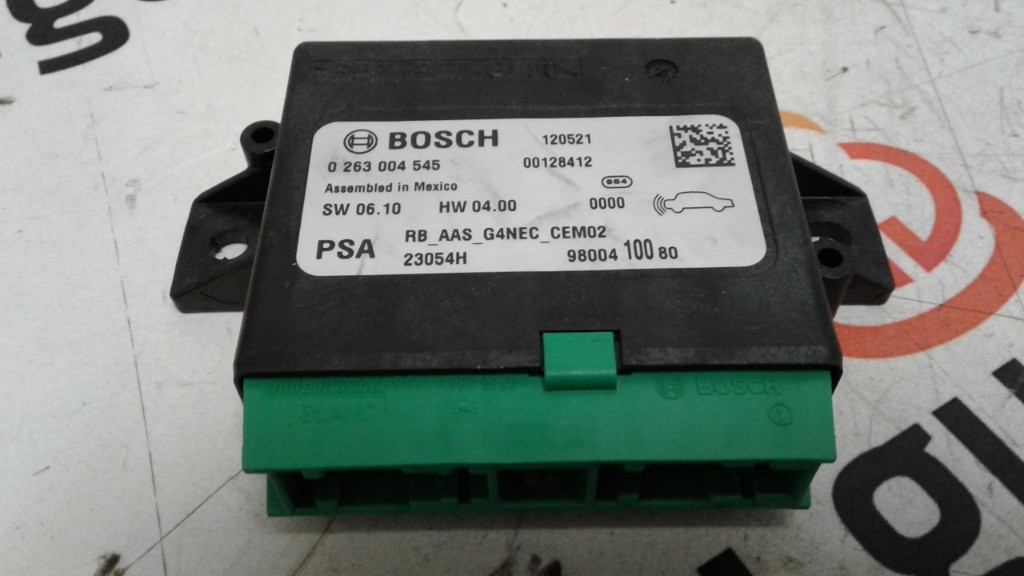 BOSCH 120521
0 263 004 545 00128412
Assembled in Mexico 864
SW 06.10 HW 04.00 0000
PSA RB_AAS_G4NEC_CEM02
23054H 98004 100 80
BOSCH